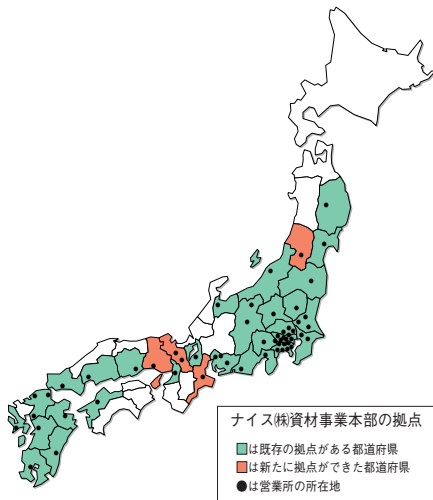 ナイス㈱資材事業本部の拠点
■は既存の拠点がある都道府県
■は新たに拠点ができた都道府県
●は営業所の所在地